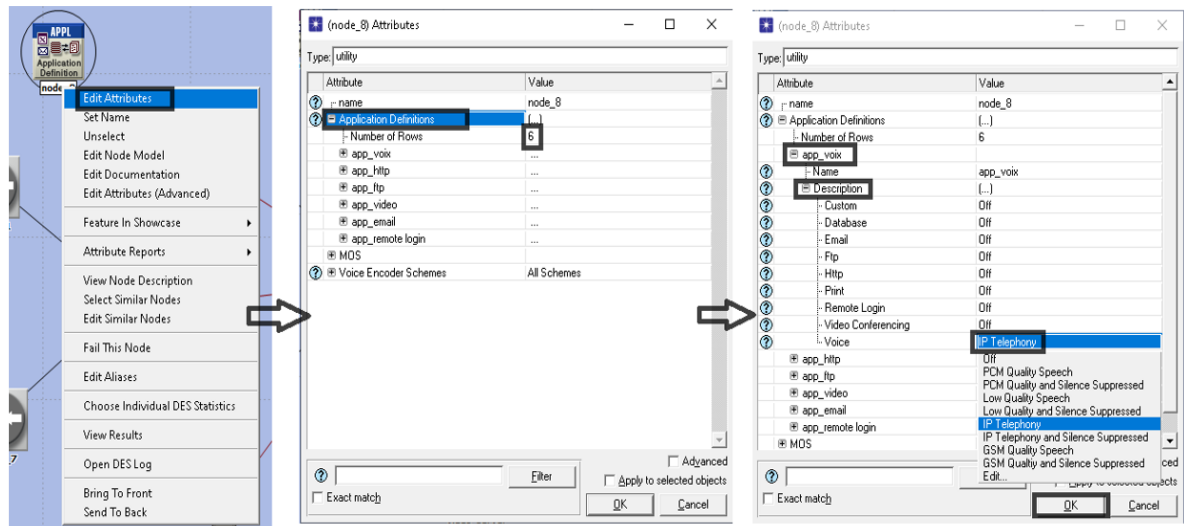 APPL
Application
Definition
Edit Attributes
Set Name
Unselect
Edit Node Model
Edit Documentation
Edit Attributes (Advanced)
Feature In Showcase
Attribute Reports
View Node Description
Select Similar Nodes
Edit Similar Nodes
Fail This Node
Edit Aliases
Choose Individual DES Statistics
View Results
Open DES Log
Bring To Front
Send To Back
(node_8) Attributes
Type: utility
Attribute Value
name node_8
Application Definitions (...)
Number of Rows 6
app_voix ...
app_http ...
app_ftp ...
app_video ...
app_email ...
app_remote login ...
MOS
Voice Encoder Schemes All Schemes
Advanced
Filter Apply to selected objects
Exact match
OK Cancel
(node_8) Attributes
Type: utility
Attribute Value
name node_8
Application Definitions (...)
Number of Rows 6
app_voix
Name app_voix
Description (...)
Custom Off
Database Off
Email Off
Ftp Off
Http Off
Print Off
Remote Login Off
Video Conferencing Off
Voice IP Telephony
app_http Off
app_ftp PCM Quality Speech
PCM Quality and Silence Suppressed
app_video Low Quality Speech
app_email Low Quality and Silence Suppressed
app_remote login IP Telephony
MOS IP Telephony and Silence Suppressed
GSM Quality Speech
GSM Quality and Silence Suppressed
Edit...
Exact match
OK Cancel